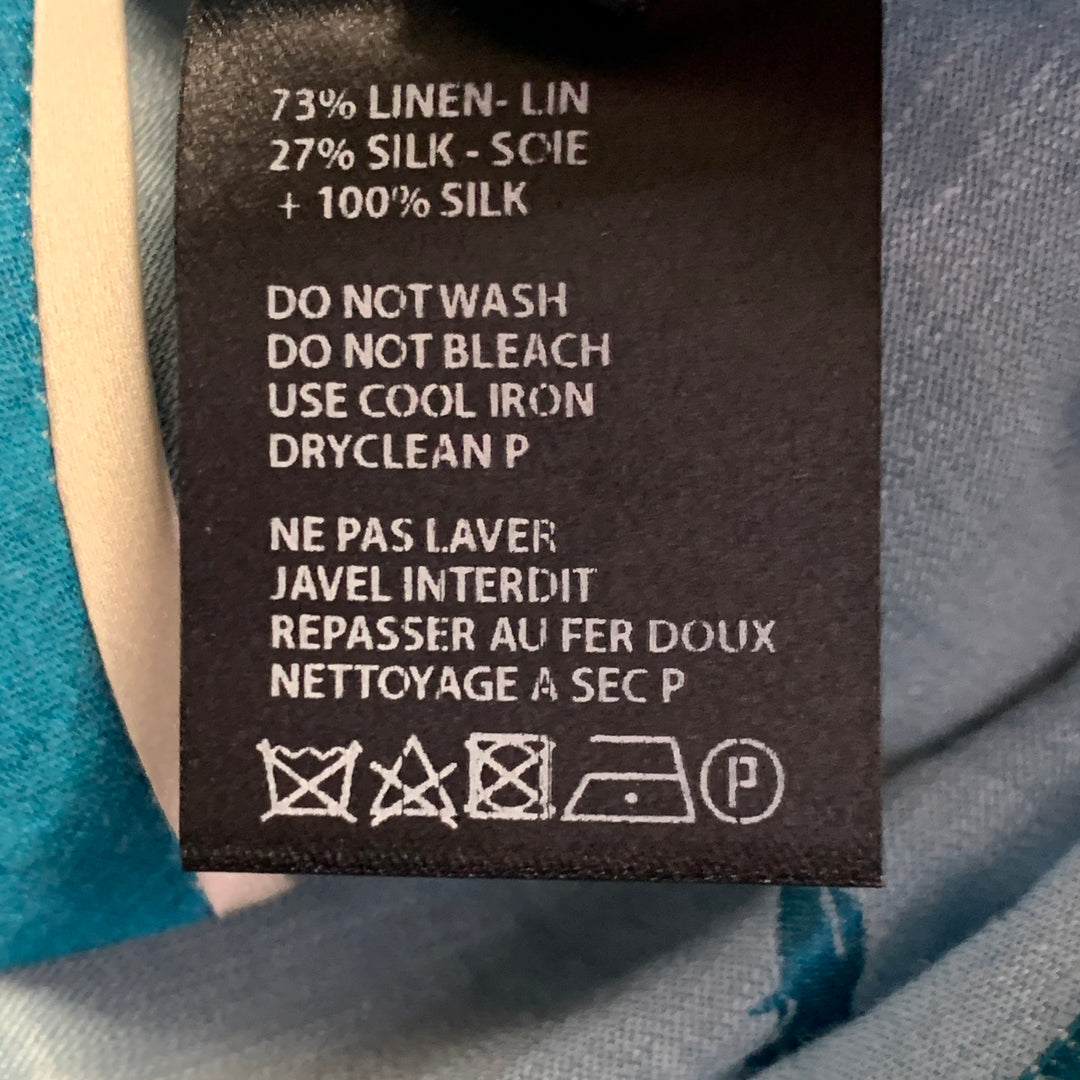 73% LINEN- LIN
27% SILK - SOIE
+ 100% SILK
DO NOT WASH
DO NOT BLEACH
USE COOL IRON
DRYCLEAN P
NE PAS LAVER
JAVEL INTERDIT
REPASSER AU FER DOUX
NETTOYAGE A SEC P
P